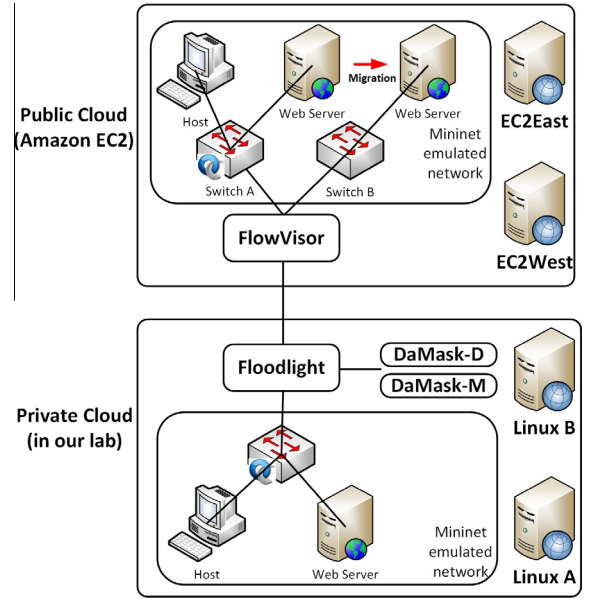 Public Cloud
(Amazon EC2)
Migration
Host
Web Server
Web Server
Mininet
emulated
network
Switch A
Switch B
EC2East
EC2West
FlowVisor
Private Cloud
(in our lab)
Floodlight
DaMask-D
DaMask-M
Linux B
Host
Web Server
Mininet
emulated
network
Linux A